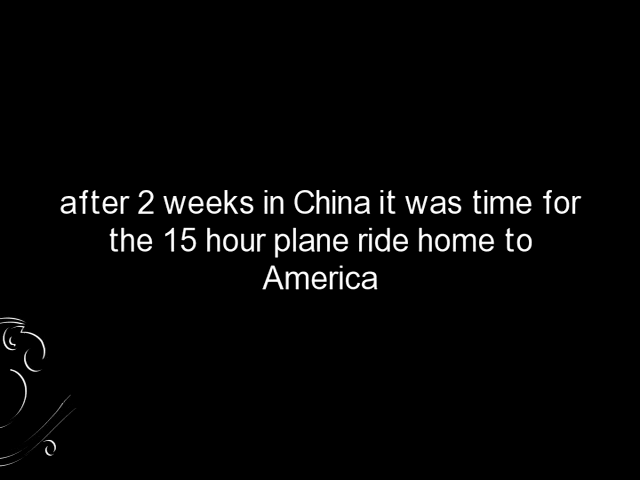 after 2 weeks in China it was time for
the 15 hour plane ride home to
America